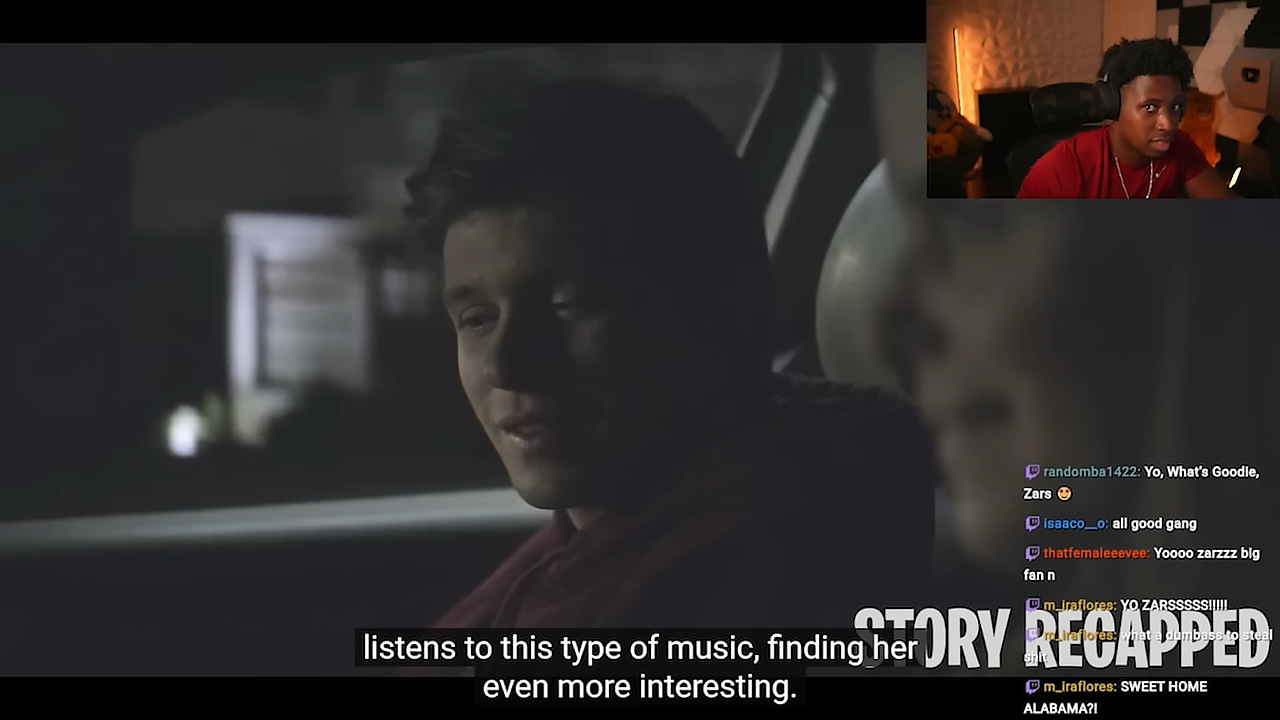 randomba1422: Yo, What's Goodie,
Zars 😍
isaaco__o: all good gang
thatfemaleeevee: Yoooo zarzzz big
fan n
m_iraflores: YO ZARSSSSS!!!!!
m_iraflores: what a dumbass to steal
shit
m_iraflores: SWEET HOME
ALABAMA?!
STORY RECAPPED
listens to this type of music, finding her
even more interesting.